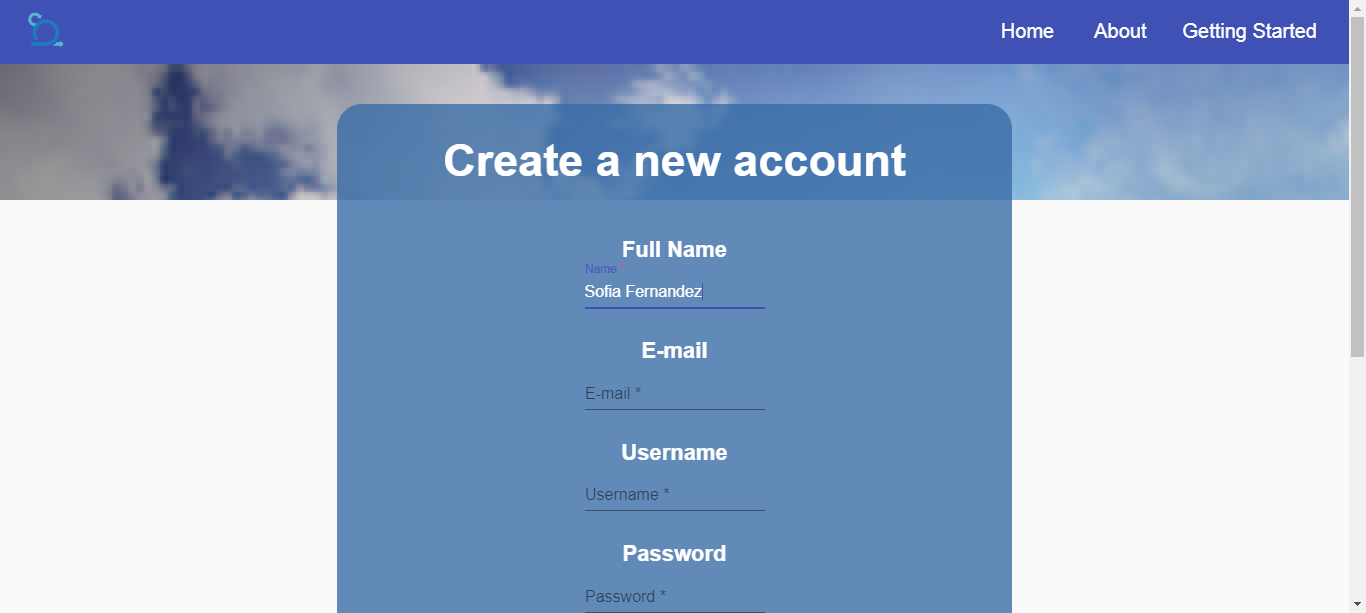 Home About Getting Started
Create a new account
Full Name
Name *
Sofia Fernandez
E-mail
E-mail *
Username
Username *
Password
Password *